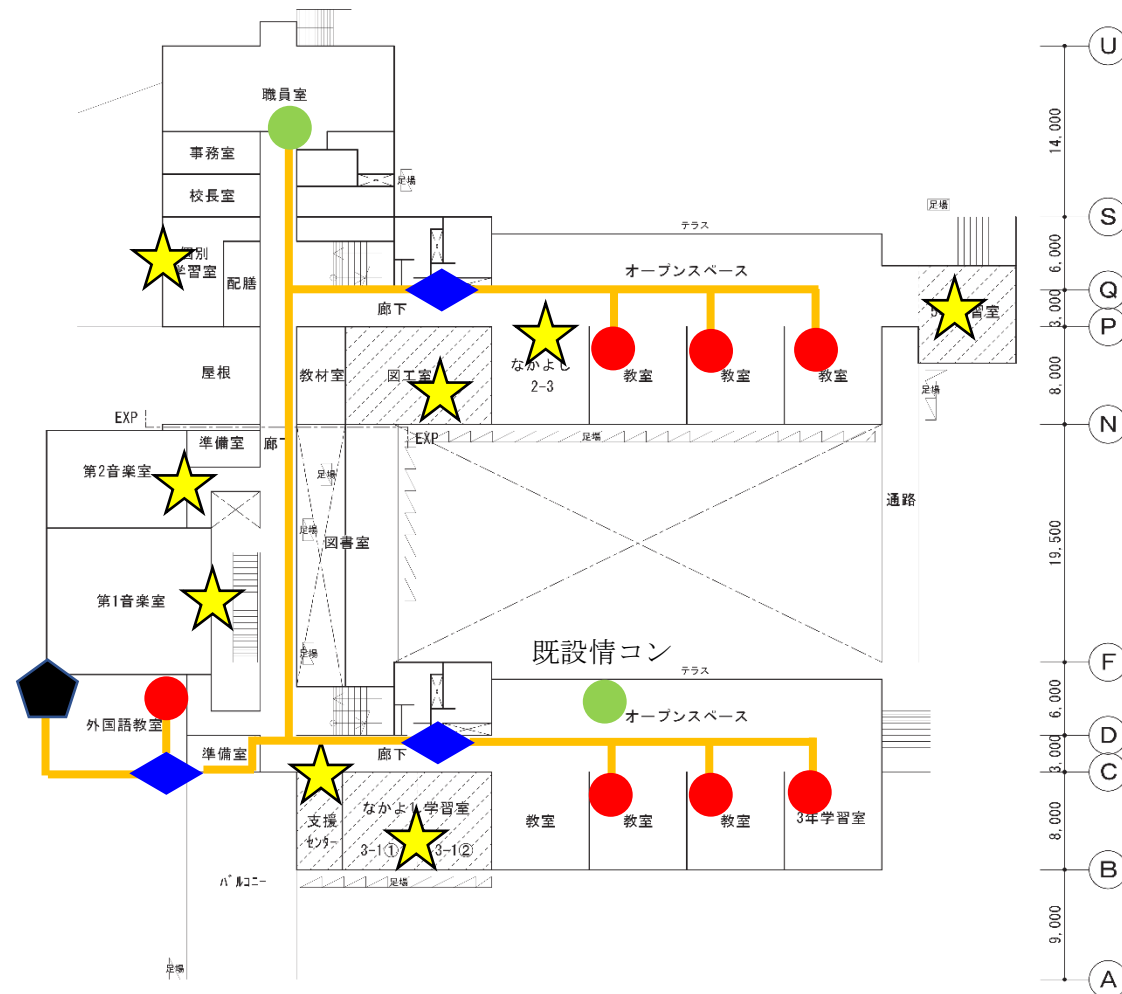 U
職員室
14,000
事務室
校長室
足場
足場
S
テラス
個別
学習室
配膳
オープンスペース
6,000
Q
廊下
3,000
P
屋根
教材室
図工室
なかよし
2-3
教室
教室
教室
足場
8,000
EXP
準備室
廊下
EXP
足場
N
第2音楽室
足場
通路
足場
図書室
19,500
第1音楽室
足場
既設情コン
テラス
F
外国語教室
オープンスペース
6,000
準備室
廊下
D
3,000
C
支援
センター
なかよし 学習室
3-1① 3-1②
教室
教室
教室
3年学習室
8,000
バルコニー
足場
B
9,000
足場
A